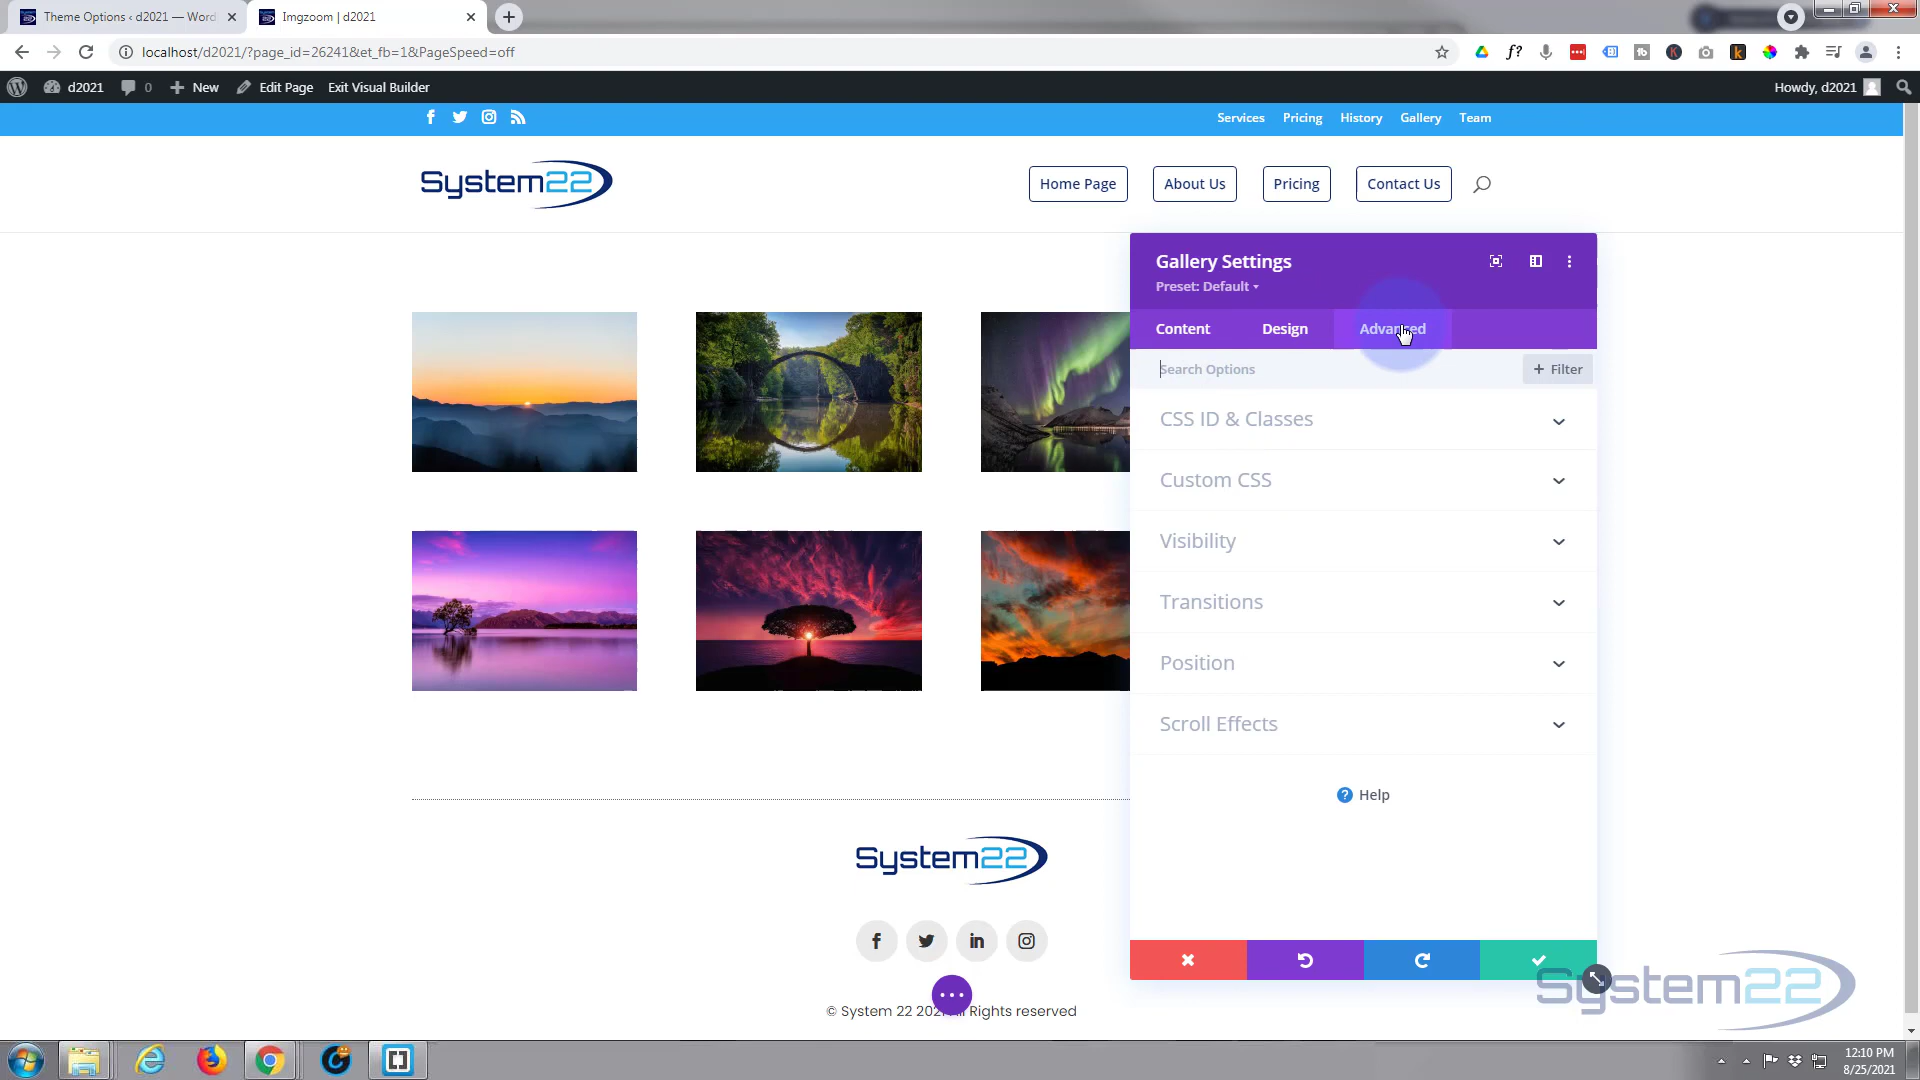 Theme Options ‹ d2021 — Word
Imgzoom | d2021
localhost/d2021/?page_id=26241&et_fb=1&PageSpeed=off
f?
tb
K
k
d2021
0
New
Edit Page
Exit Visual Builder
Howdy, d2021
Services
Pricing
History
Gallery
Team
System22
Home Page
About Us
Pricing
Contact Us
Gallery Settings
Preset: Default
Content
Design
Advanced
Search Options
+ Filter
CSS ID & Classes
Custom CSS
Visibility
Transitions
Position
Scroll Effects
? Help
System22
System22
© System 22 2021 All Rights reserved
12:10 PM
8/25/2021